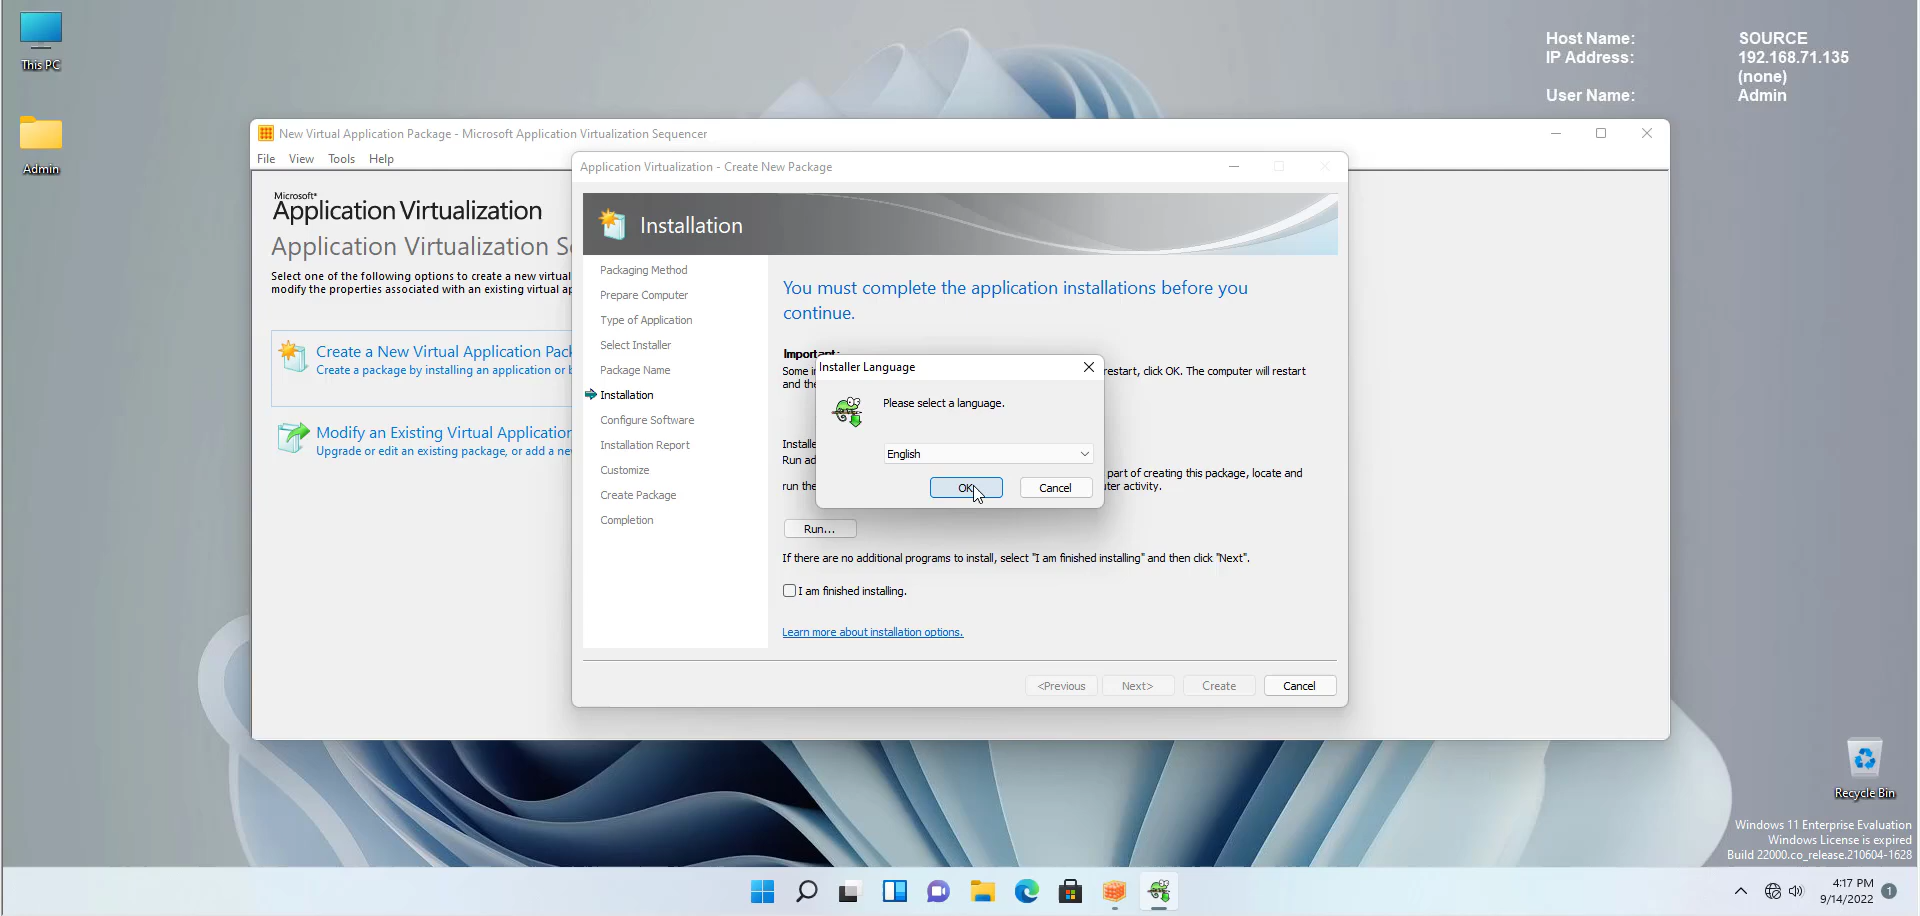 This PC
Admin
Host Name: SOURCE
IP Address: 192.168.71.135
(none)
User Name: Admin
New Virtual Application Package - Microsoft Application Virtualization Sequencer
File View Tools Help
Microsoft*
Application Virtualization
Application Virtualization S
Select one of the following options to create a new virtual
modify the properties associated with an existing virtual ap
Create a New Virtual Application Pack
Create a package by installing an application or b
Modify an Existing Virtual Application
Upgrade or edit an existing package, or add a ne
Application Virtualization - Create New Package
Installation
Packaging Method
Prepare Computer
Type of Application
Select Installer
Package Name
Installation
Configure Software
Installation Report
Customize
Create Package
Completion
You must complete the application installations before you
continue.
Important:
Some i restart, click OK. The computer will restart
and the
Installe
Run ad part of creating this package, locate and
run the ter activity.
Installer Language
Please select a language.
English
OK Cancel
Run...
If there are no additional programs to install, select "I am finished installing" and then click "Next".
I am finished installing.
Learn more about installation options.
<Previous Next> Create Cancel
Recycle Bin
Windows 11 Enterprise Evaluation
Windows License is expired
Build 22000.co_release.210604-1628
4:17 PM
9/14/2022
1